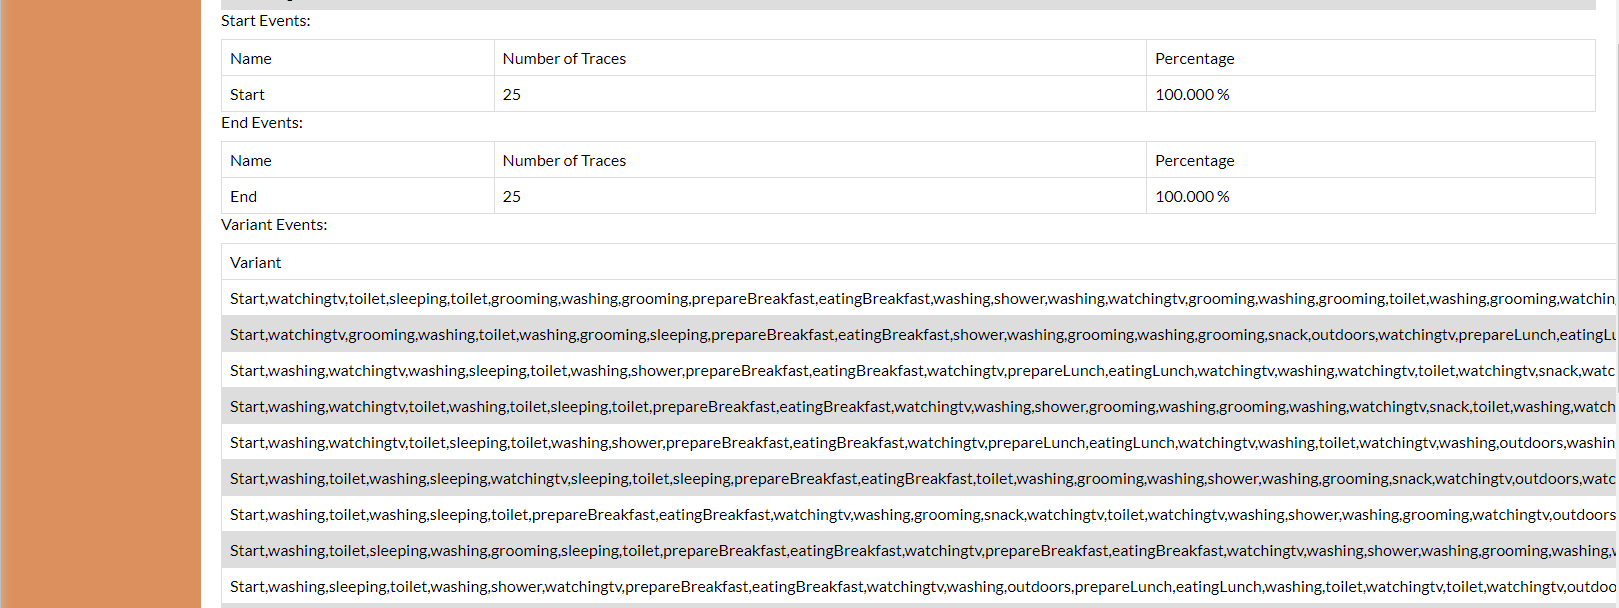 Start Events:
Name Number of Traces Percentage
Start 25 100.000 %
End Events:
Name Number of Traces Percentage
End 25 100.000 %
Variant Events:
Variant
Start,watchingtv,toilet,sleeping,toilet,grooming,washing,grooming,prepareBreakfast,eatingBreakfast,washing,shower,washing,watchingtv,grooming,washing,grooming,toilet,washing,grooming,watchin
Start,watchingtv,grooming,washing,toilet,washing,grooming,sleeping,prepareBreakfast,eatingBreakfast,shower,washing,grooming,washing,grooming,snack,outdoors,watchingtv,prepareLunch,eatingLu
Start,washing,watchingtv,washing,sleeping,toilet,washing,shower,prepareBreakfast,eatingBreakfast,watchingtv,prepareLunch,eatingLunch,watchingtv,washing,watchingtv,toilet,watchingtv,snack,watc
Start,washing,watchingtv,toilet,washing,toilet,sleeping,toilet,prepareBreakfast,eatingBreakfast,watchingtv,washing,shower,grooming,washing,grooming,washing,watchingtv,snack,toilet,washing,watch
Start,washing,watchingtv,toilet,sleeping,toilet,washing,shower,prepareBreakfast,eatingBreakfast,watchingtv,prepareLunch,eatingLunch,watchingtv,washing,toilet,watchingtv,washing,outdoors,washin
Start,washing,toilet,washing,sleeping,watchingtv,sleeping,toilet,sleeping,prepareBreakfast,eatingBreakfast,toilet,washing,grooming,washing,shower,washing,grooming,snack,watchingtv,outdoors,watc
Start,washing,toilet,washing,sleeping,toilet,prepareBreakfast,eatingBreakfast,watchingtv,washing,grooming,snack,watchingtv,toilet,watchingtv,washing,shower,washing,grooming,watchingtv,outdoors
Start,washing,toilet,sleeping,washing,grooming,sleeping,toilet,prepareBreakfast,eatingBreakfast,watchingtv,prepareBreakfast,eatingBreakfast,watchingtv,washing,shower,washing,grooming,washing,
Start,washing,sleeping,toilet,washing,shower,watchingtv,prepareBreakfast,eatingBreakfast,watchingtv,washing,outdoors,prepareLunch,eatingLunch,washing,toilet,watchingtv,toilet,watchingtv,outdoo